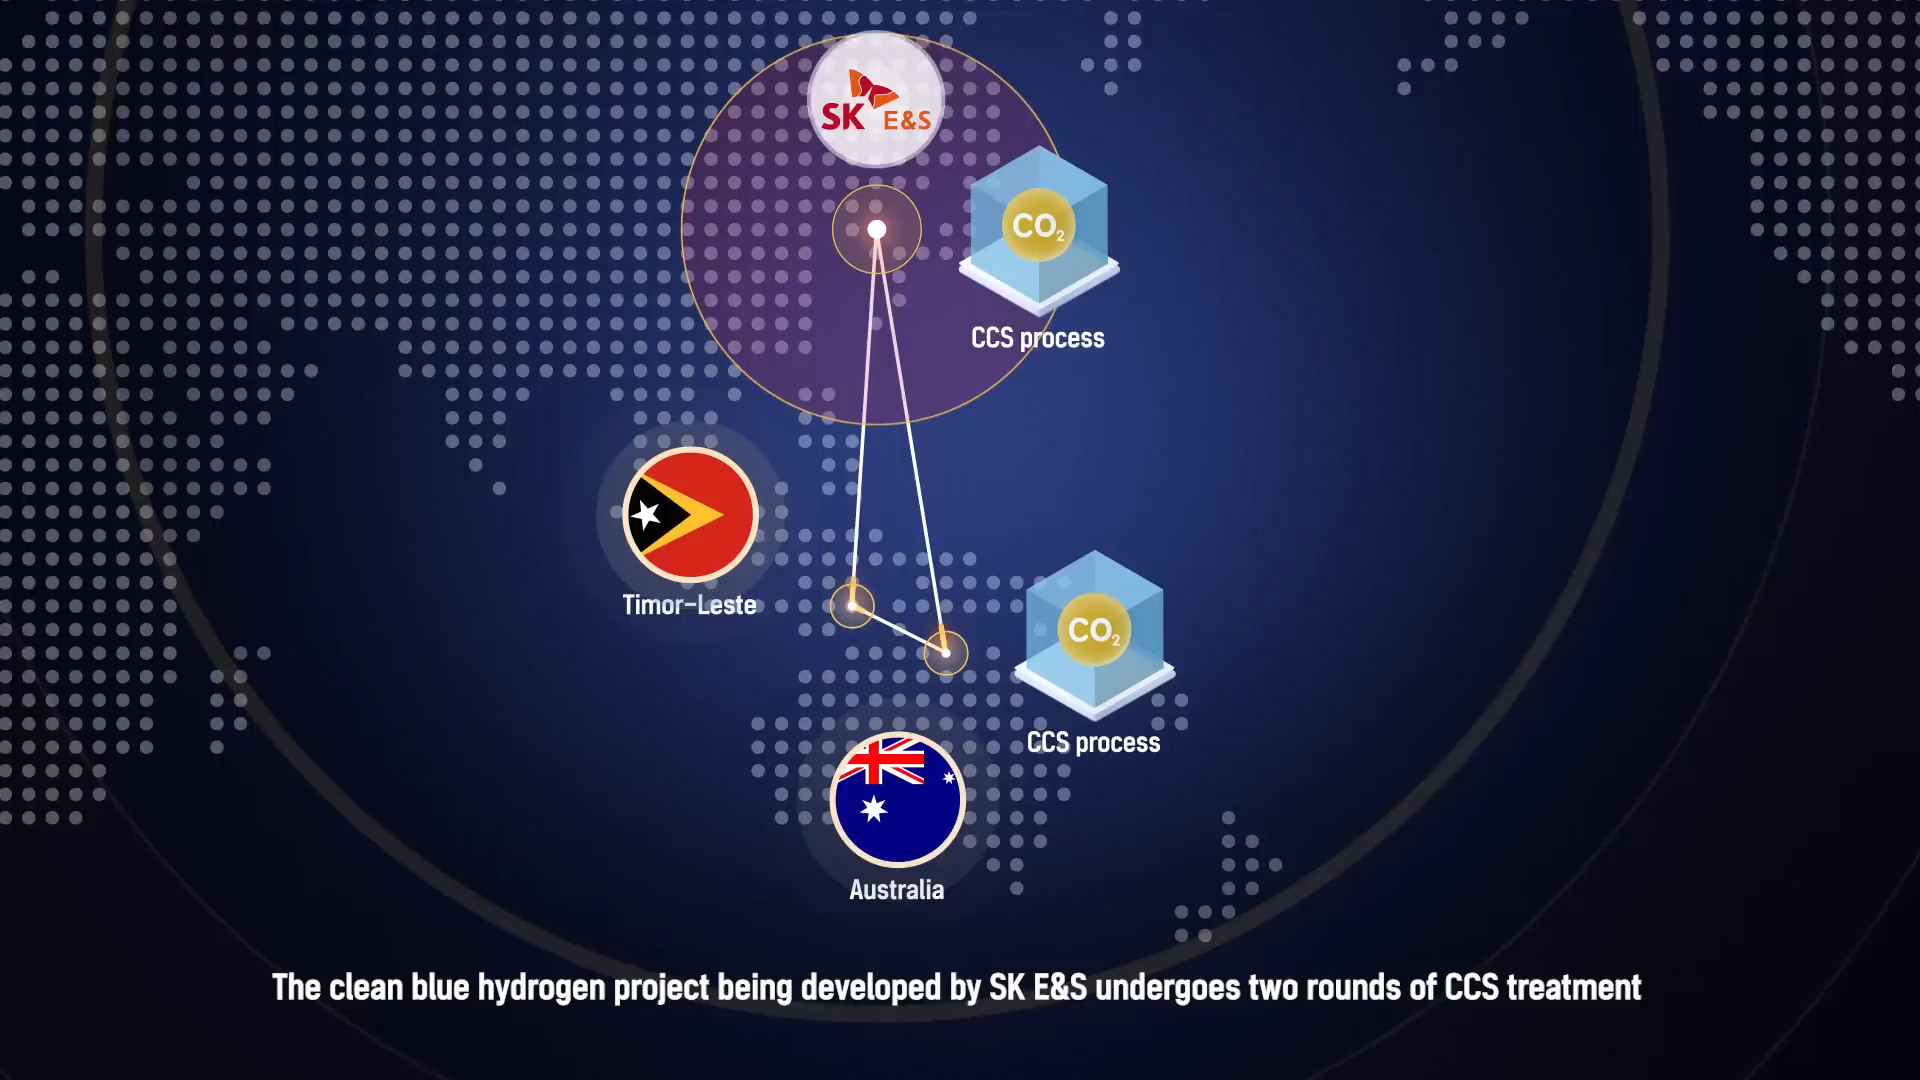 SK E&S
CO₂
CCS process
Timor-Leste
CO₂
CCS process
Australia
The clean blue hydrogen project being developed by SK E&S undergoes two rounds of CCS treatment